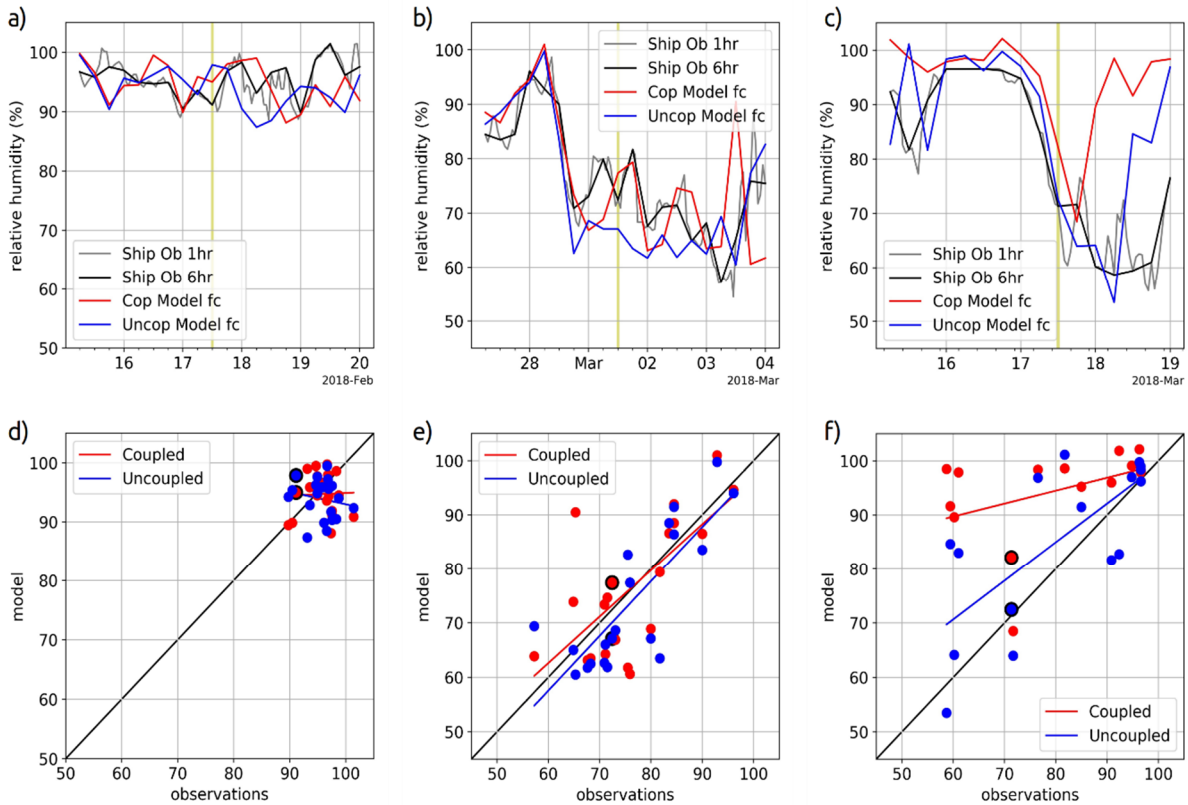 a)
relative humidity (%)
100
90
80
70
60
50
Ship Ob 1hr
Ship Ob 6hr
Cop Model fc
Uncop Model fc
16
17
18
19
20
2018-Feb
b)
relative humidity (%)
100
90
80
70
60
50
Ship Ob 1hr
Ship Ob 6hr
Cop Model fc
Uncop Model fc
28
Mar
02
03
04
2018-Mar
c)
relative humidity (%)
100
90
80
70
60
50
Ship Ob 1hr
Ship Ob 6hr
Cop Model fc
Uncop Model fc
16
17
18
19
2018-Mar
d)
model
100
90
80
70
60
50
Coupled
Uncoupled
50
60
70
80
90
100
observations
e)
model
100
90
80
70
60
50
Coupled
Uncoupled
50
60
70
80
90
100
observations
f)
model
100
90
80
70
60
50
Coupled
Uncoupled
50
60
70
80
90
100
observations